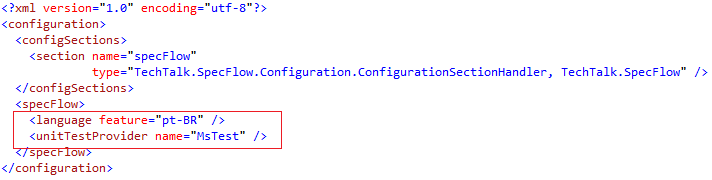 <?xml version="1.0" encoding="utf-8"?>
<configuration>
  <configSections>
    <section name="specFlow"
             type="TechTalk.SpecFlow.Configuration.ConfigurationSectionHandler, TechTalk.SpecFlow" />
  </configSections>
  <specFlow>
    <language feature="pt-BR" />
    <unitTestProvider name="MsTest" />
  </specFlow>
</configuration>